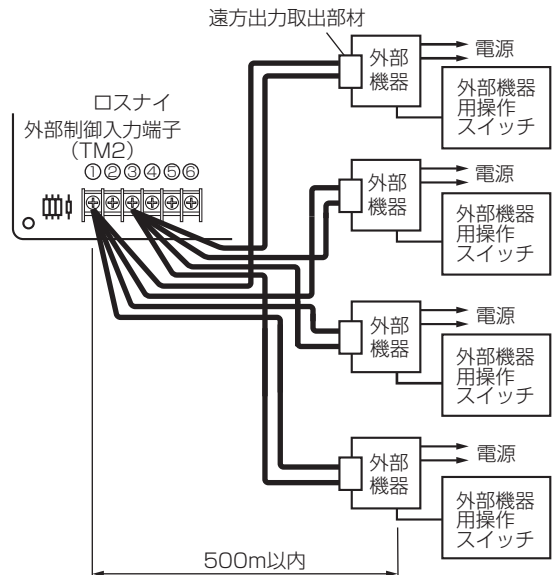 遠方出力取出部材
外部
機器
電源
外部機器
用操作
スイッチ
ロスナイ
外部制御入力端子
(TM2)
①②③④⑤⑥
外部
機器
電源
外部機器
用操作
スイッチ
外部
機器
電源
外部機器
用操作
スイッチ
外部
機器
電源
外部機器
用操作
スイッチ
500m以内